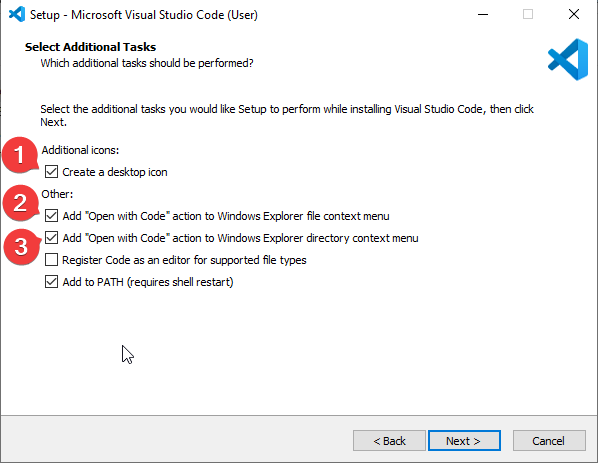 Setup - Microsoft Visual Studio Code (User)
Select Additional Tasks
Which additional tasks should be performed?
Select the additional tasks you would like Setup to perform while installing Visual Studio Code, then click
Next.
Additional icons:
1
Create a desktop icon
Other:
2
Add "Open with Code" action to Windows Explorer file context menu
3
Add "Open with Code" action to Windows Explorer directory context menu
Register Code as an editor for supported file types
Add to PATH (requires shell restart)
< Back Next > Cancel